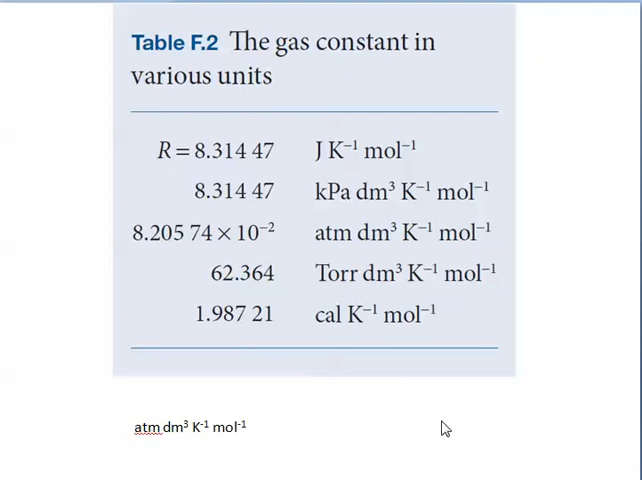 Table F.2 The gas constant in
various units
R = 8.314 47 J K⁻¹ mol⁻¹
8.314 47 kPa dm³ K⁻¹ mol⁻¹
8.205 74 × 10⁻² atm dm³ K⁻¹ mol⁻¹
62.364 Torr dm³ K⁻¹ mol⁻¹
1.987 21 cal K⁻¹ mol⁻¹
atm dm³ K⁻¹ mol⁻¹